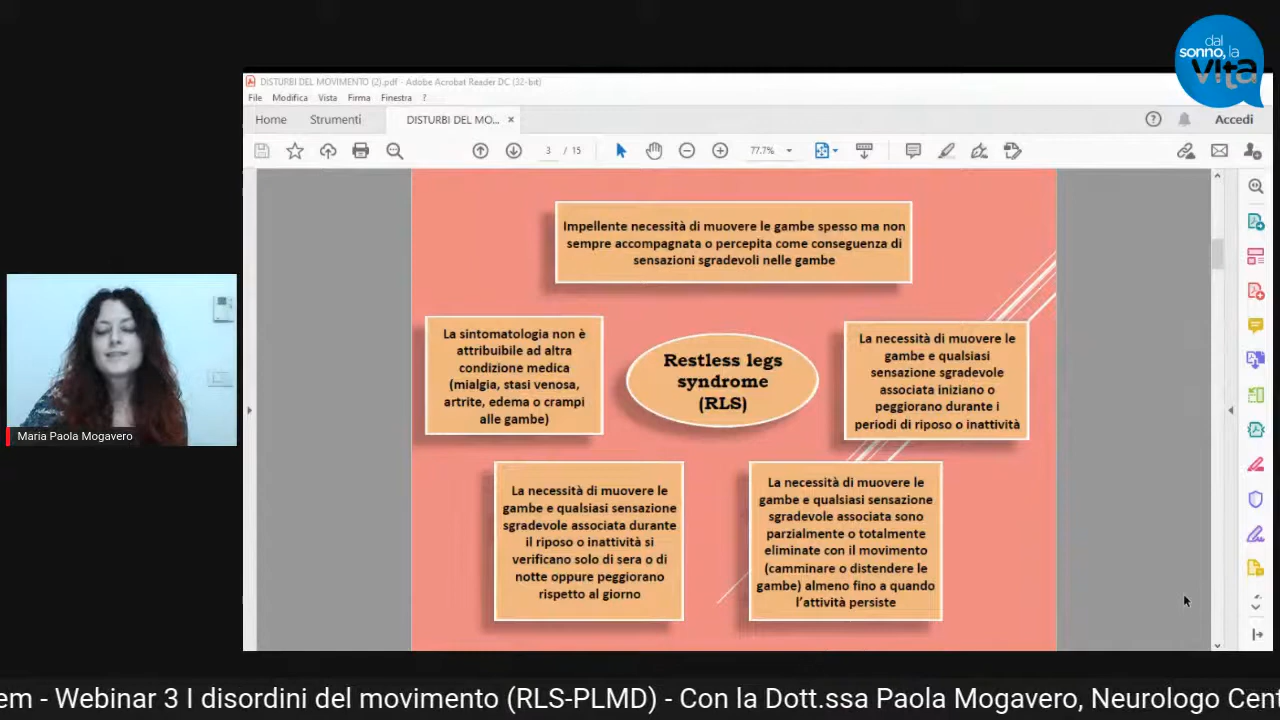 dal
sonno, la
vita
DISTURBI DEL MOVIMENTO (2).pdf - Adobe Acrobat Reader DC (32-bit)
File Modifica Vista Firma Finestra ?
Home Strumenti DISTURBI DEL MO... × Accedi
3 / 15 77.7%
Impellente necessità di muovere le gambe spesso ma non
sempre accompagnata o percepita come conseguenza di
sensazioni sgradevoli nelle gambe
La sintomatologia non è
attribuibile ad altra
condizione medica
(mialgia, stasi venosa,
artrite, edema o crampi
alle gambe)
Restless legs
syndrome
(RLS)
La necessità di muovere le
gambe e qualsiasi
sensazione sgradevole
associata iniziano o
peggiorano durante i
periodi di riposo o inattività
La necessità di muovere le
gambe e qualsiasi sensazione
sgradevole associata durante
il riposo o inattività si
verificano solo di sera o di
notte oppure peggiorano
rispetto al giorno
La necessità di muovere le
gambe e qualsiasi sensazione
sgradevole associata sono
parzialmente o totalmente
eliminate con il movimento
(camminare o distendere le
gambe) almeno fino a quando
l'attività persiste
Maria Paola Mogavero
em - Webinar 3 I disordini del movimento (RLS-PLMD) - Con la Dott.ssa Paola Mogavero, Neurologo Cent